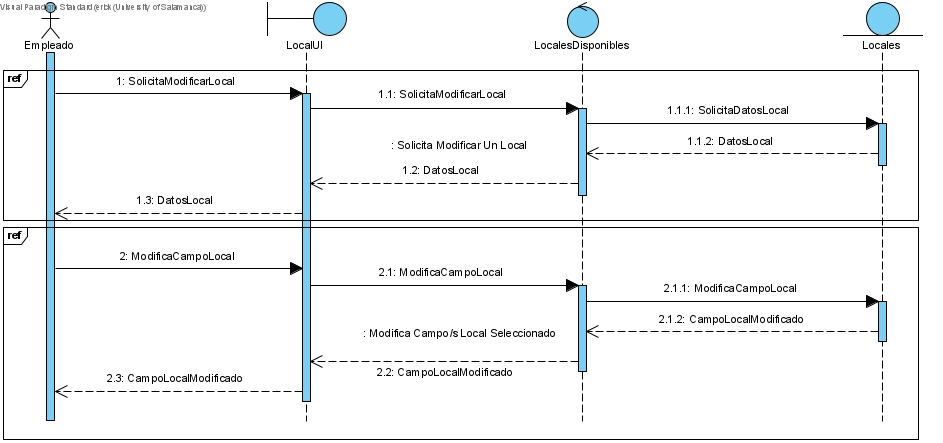 Visual Paradigm Standard(erick(University of Salamanca))
Empleado
LocalUI
LocalesDisponibles
Locales
ref
1: SolicitaModificarLocal
1.1: SolicitaModificarLocal
1.1.1: SolicitaDatosLocal
1.1.2: DatosLocal
: Solicita Modificar Un Local
1.2: DatosLocal
1.3: DatosLocal
ref
2: ModificaCampoLocal
2.1: ModificaCampoLocal
2.1.1: ModificaCampoLocal
2.1.2: CampoLocalModificado
: Modifica Campo/s Local Seleccionado
2.2: CampoLocalModificado
2.3: CampoLocalModificado